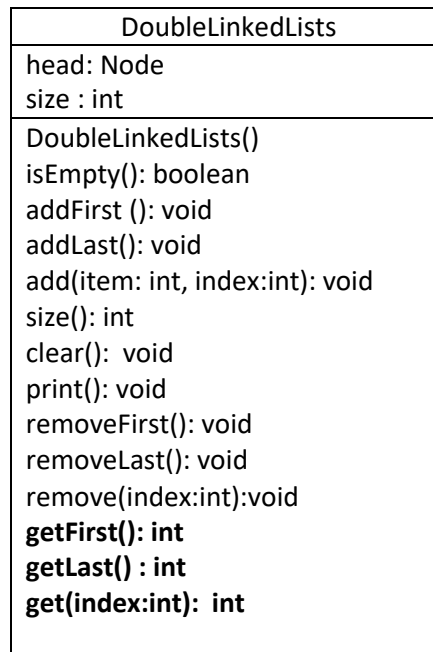 DoubleLinkedLists
head: Node
size : int
DoubleLinkedLists()
isEmpty(): boolean
addFirst (): void
addLast(): void
add(item: int, index:int): void
size(): int
clear():  void
print(): void
removeFirst(): void
removeLast(): void
remove(index:int):void
getFirst(): int
getLast() : int
get(index:int):  int